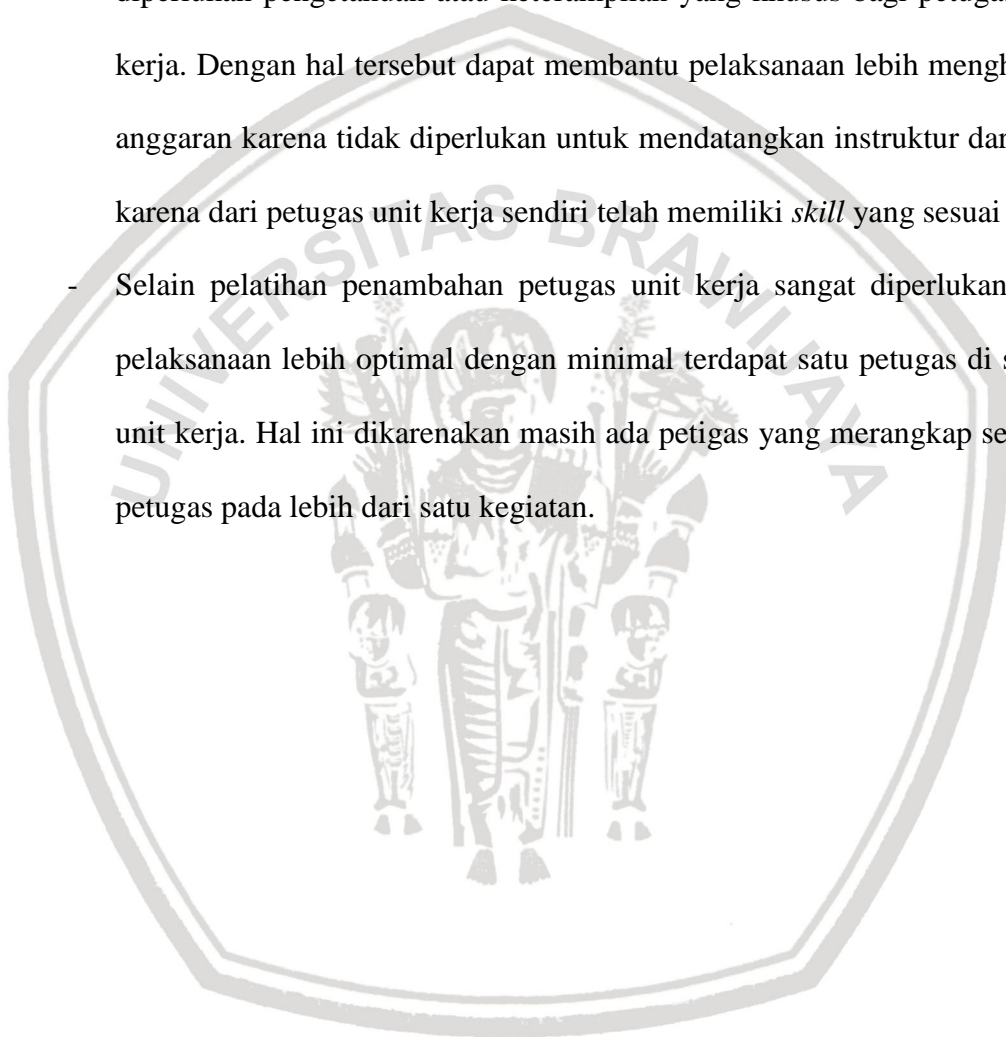 kerja. Dengan hal tersebut dapat membantu pelaksanaan lebih
anggaran karena tidak diperlukan untuk mendatangkan instruktur
karena dari petugas unit kerja sendiri telah memiliki skill yang sesuai
- Selain pelatihan penambahan petugas unit kerja sangat diperlukan
pelaksanaan lebih optimal dengan minimal terdapat satu petugas di
unit kerja. Hal ini dikarenakan masih ada petigas yang merangkap
petugas pada lebih dari satu kegiatan.
UNIVERSITAS BRAWIJAYA